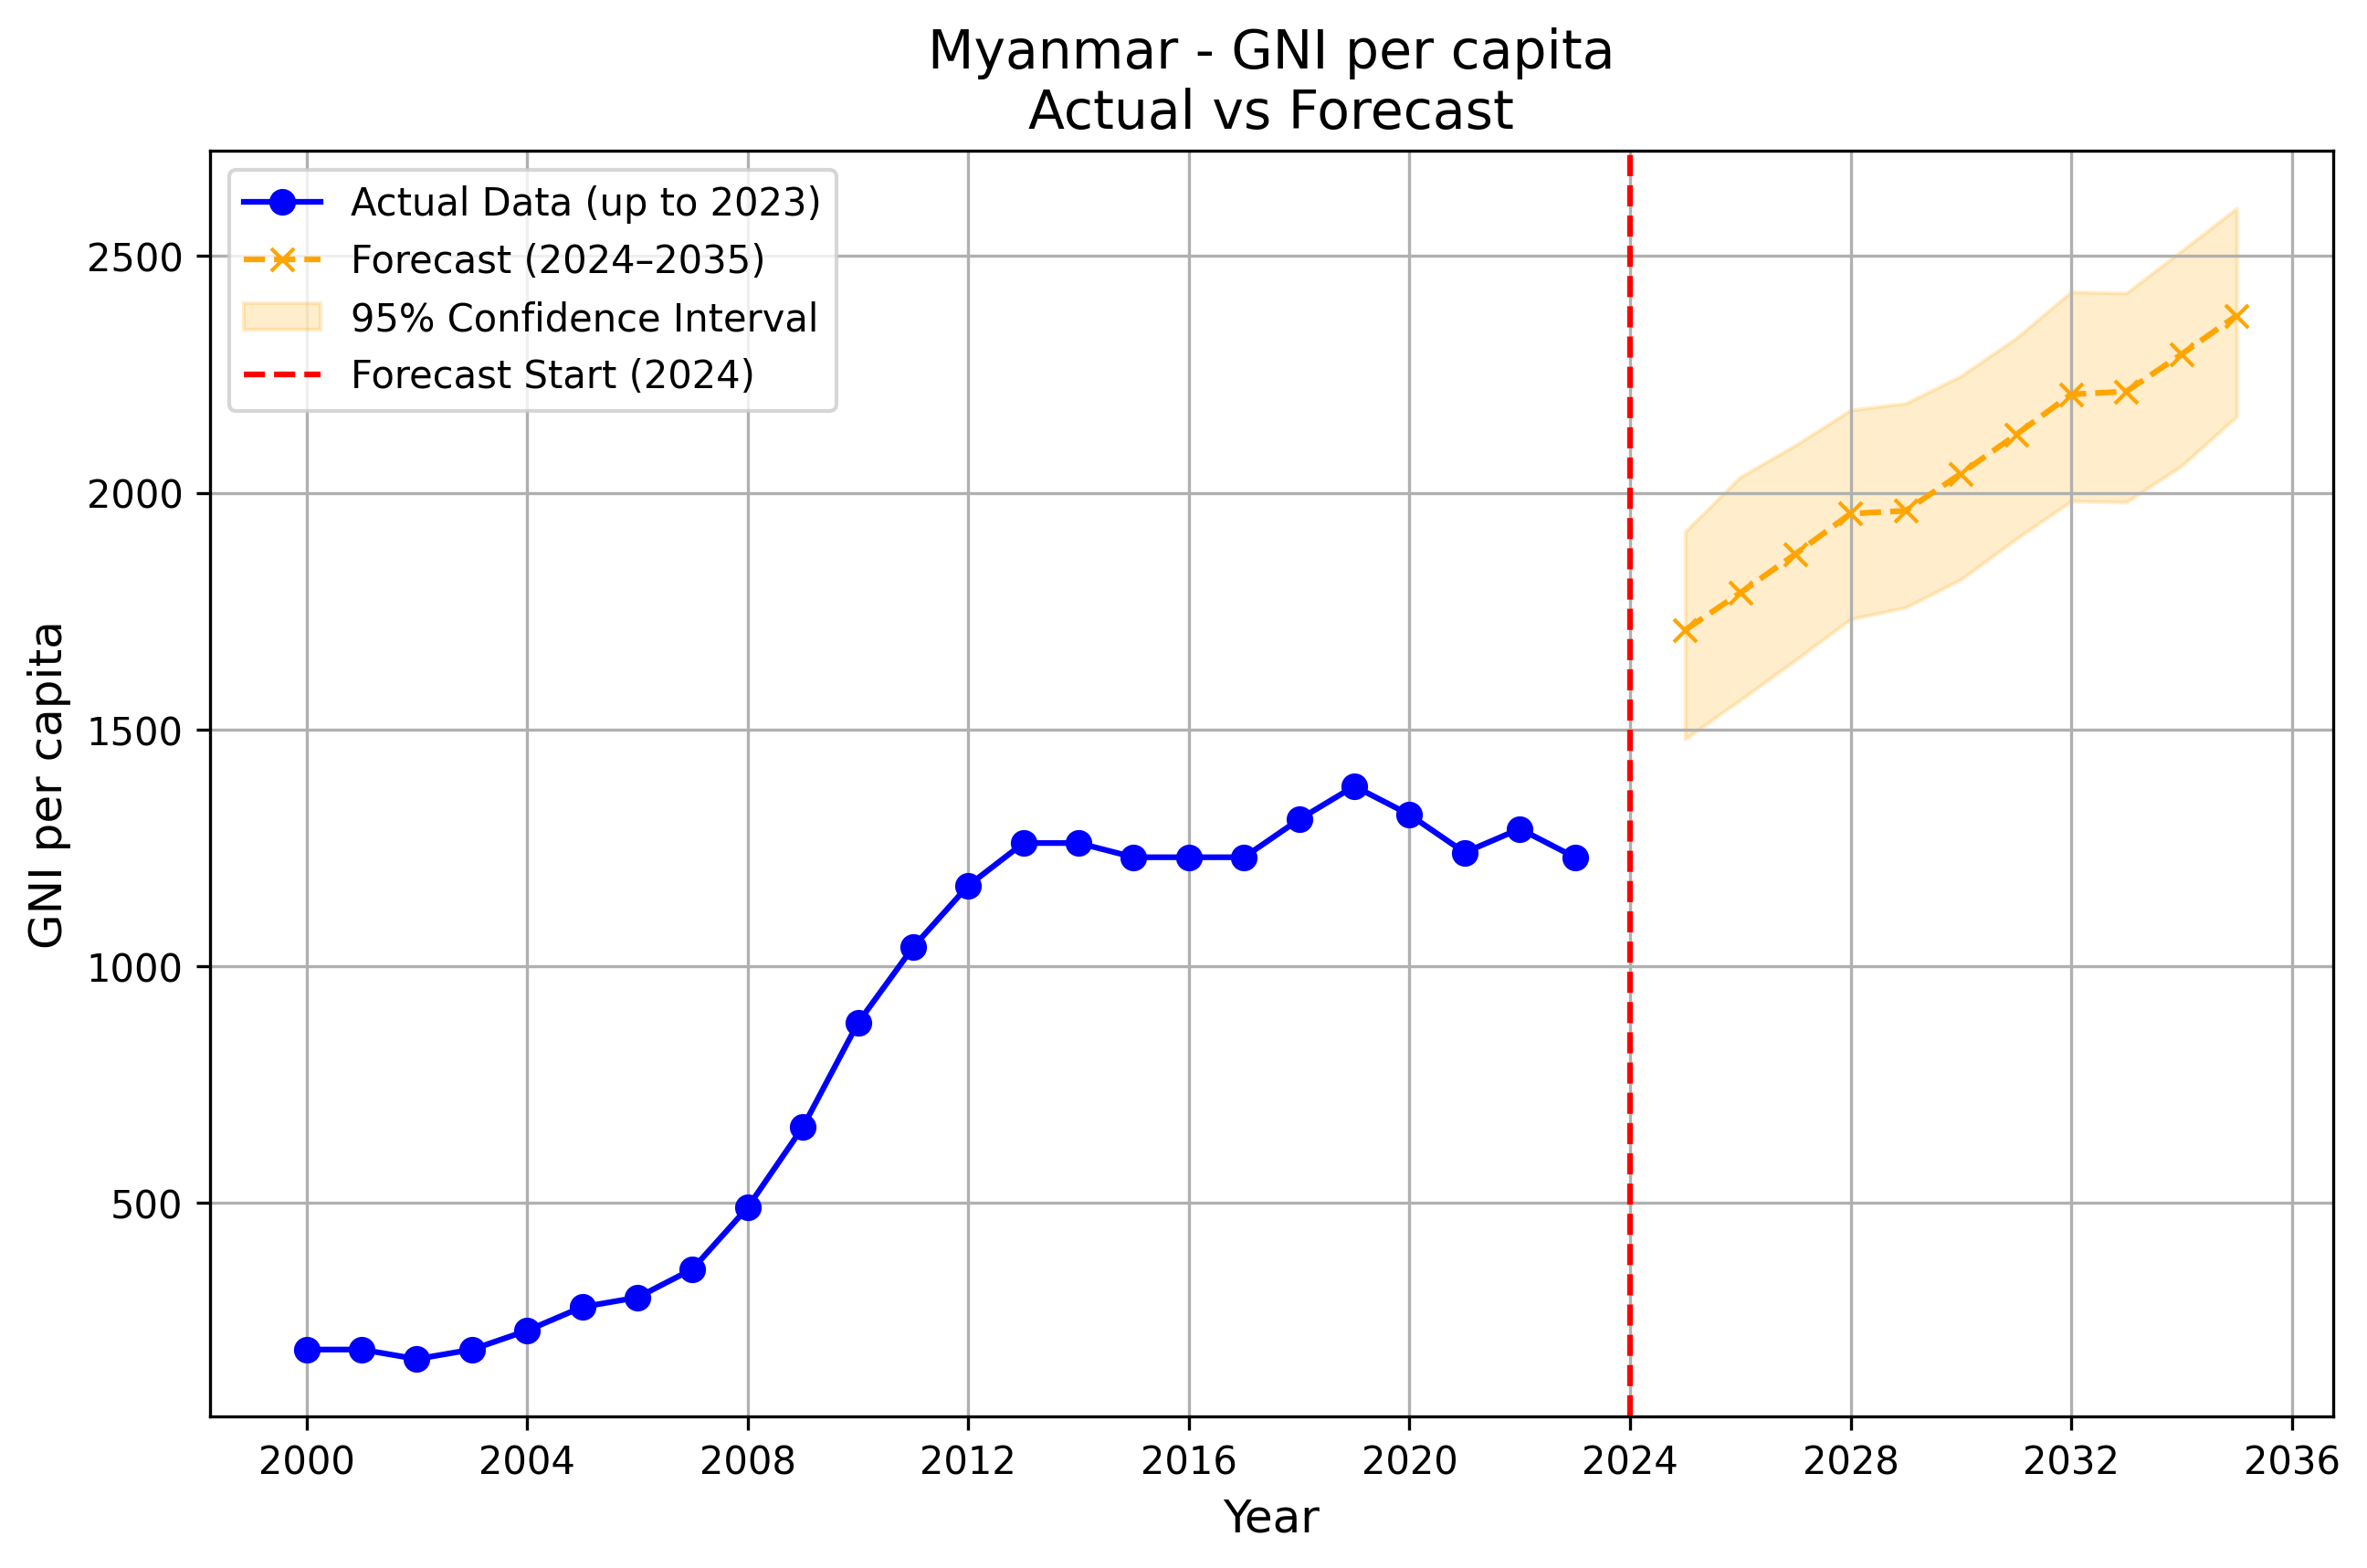 Myanmar - GNI per capita
Actual vs Forecast
Actual Data (up to 2023)
Forecast (2024–2035)
95% Confidence Interval
Forecast Start (2024)
GNI per capita
2500
2000
1500
1000
500
2000 2004 2008 2012 2016 2020 2024 2028 2032 2036
Year